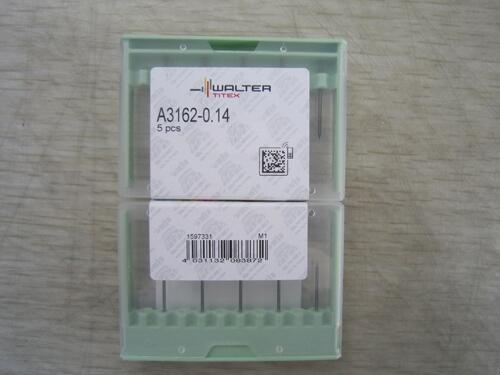 WALTER
TITEX
A3162-0.14
5 pcs
1597331 M1
4 031132 083872